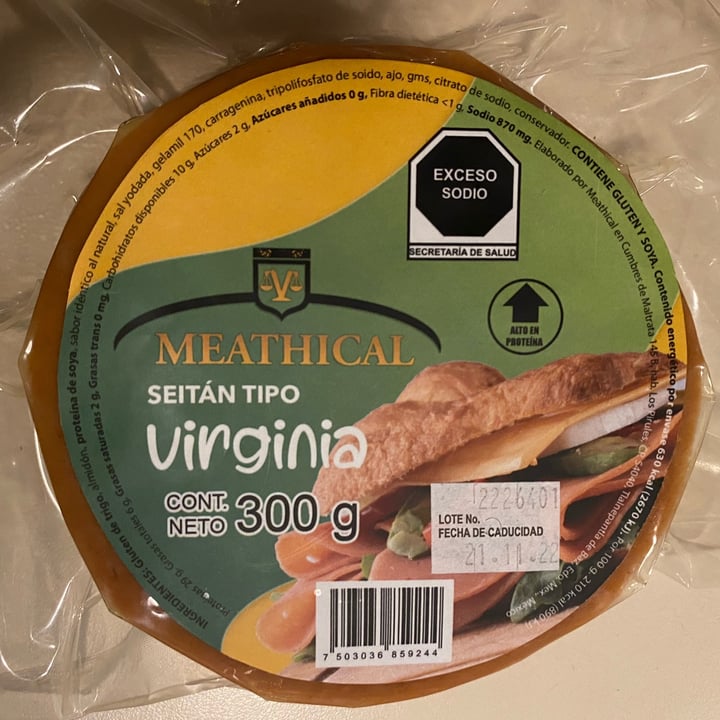 INGREDIENTES: Gluten de trigo, almidón, proteína de soya, sabor identico al natural, sal yodada, gelamil 170, carragenina, tripolifosfato de soido, ajo, gms, citrato de sodio, conservador. CONTIENE GLUTEN Y SOYA. Contenido energético por envase 630 kcal (2670 kJ), Por 100 g 210 kcal (890 kJ)
Proteínas 29 g, Grasas totales 6 g, Grasas saturadas 2 g, Grasas trans 0 mg, Carbohidratos disponibles 10 g, Azúcares 2 g, Azúcares añadidos 0 g, Fibra dietética <1 g, Sodio 870 mg. Elaborado por Meathical en Cumbres de Maltrata Los Pirules, CP 54040, Tlalnepantla de Baz, Edo. Mex., México
EXCESO
SODIO
SECRETARÍA DE SALUD
ALTO EN
PROTEÍNA
V
MEATHICAL
SEITÁN TIPO
Virginia
CONT.
NETO 300 g
12226401
LOTE No.
FECHA DE CADUCIDAD
21.11.22
7 503036 859244